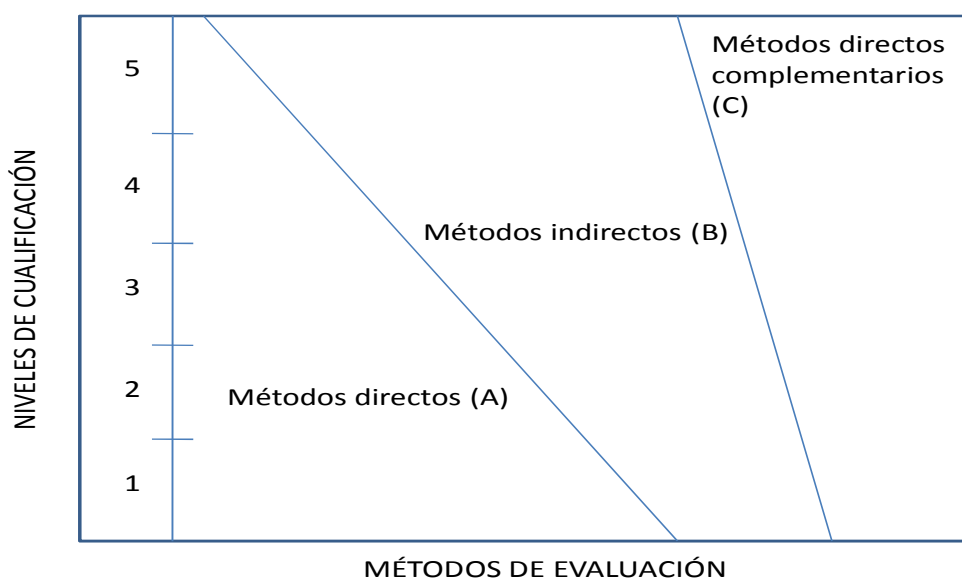 Métodos directos
complementarios
(C)
5
4
Métodos indirectos (B)
3
2
Métodos directos (A)
1
NIVELES DE CUALIFICACIÓN
MÉTODOS DE EVALUACIÓN